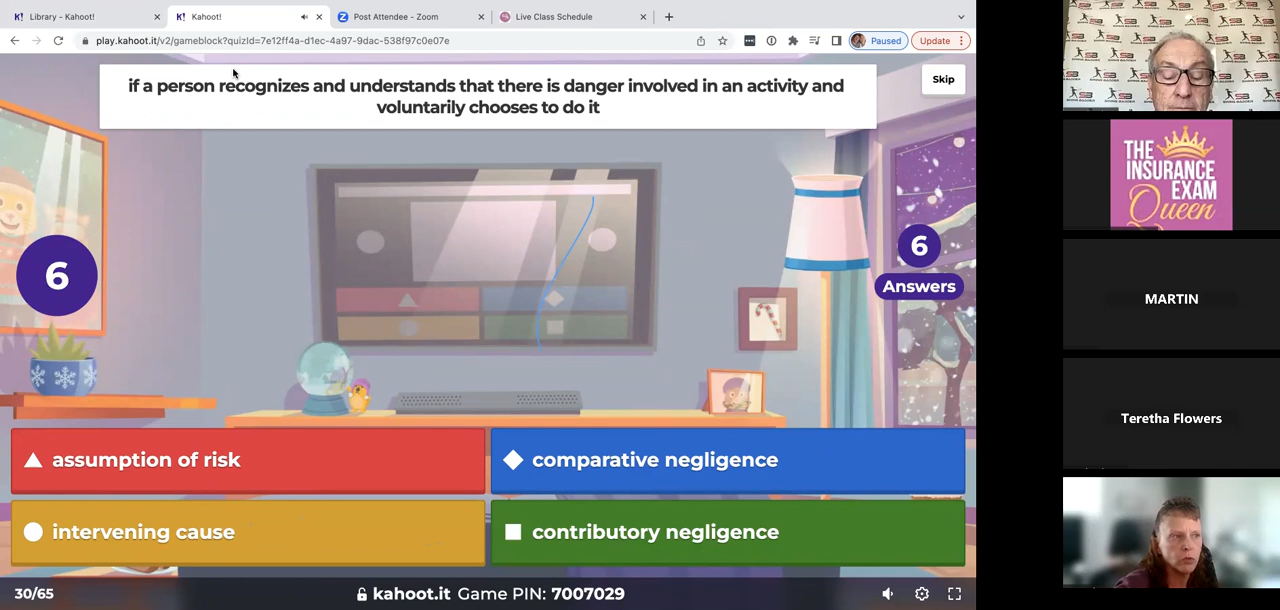 Library - Kahoot!
Kahoot!
Post Attendee - Zoom
Live Class Schedule
play.kahoot.it/v2/gameblock?quizId=7e12ff4a-d1ec-4a97-9dac-538f97c0e07e
Paused
Update
if a person recognizes and understands that there is danger involved in an activity and
voluntarily chooses to do it
Skip
6
6
Answers
assumption of risk
comparative negligence
intervening cause
contributory negligence
30/65
kahoot.it Game PIN: 7007029
THE
INSURANCE
EXAM
Queen
MARTIN
Teretha Flowers